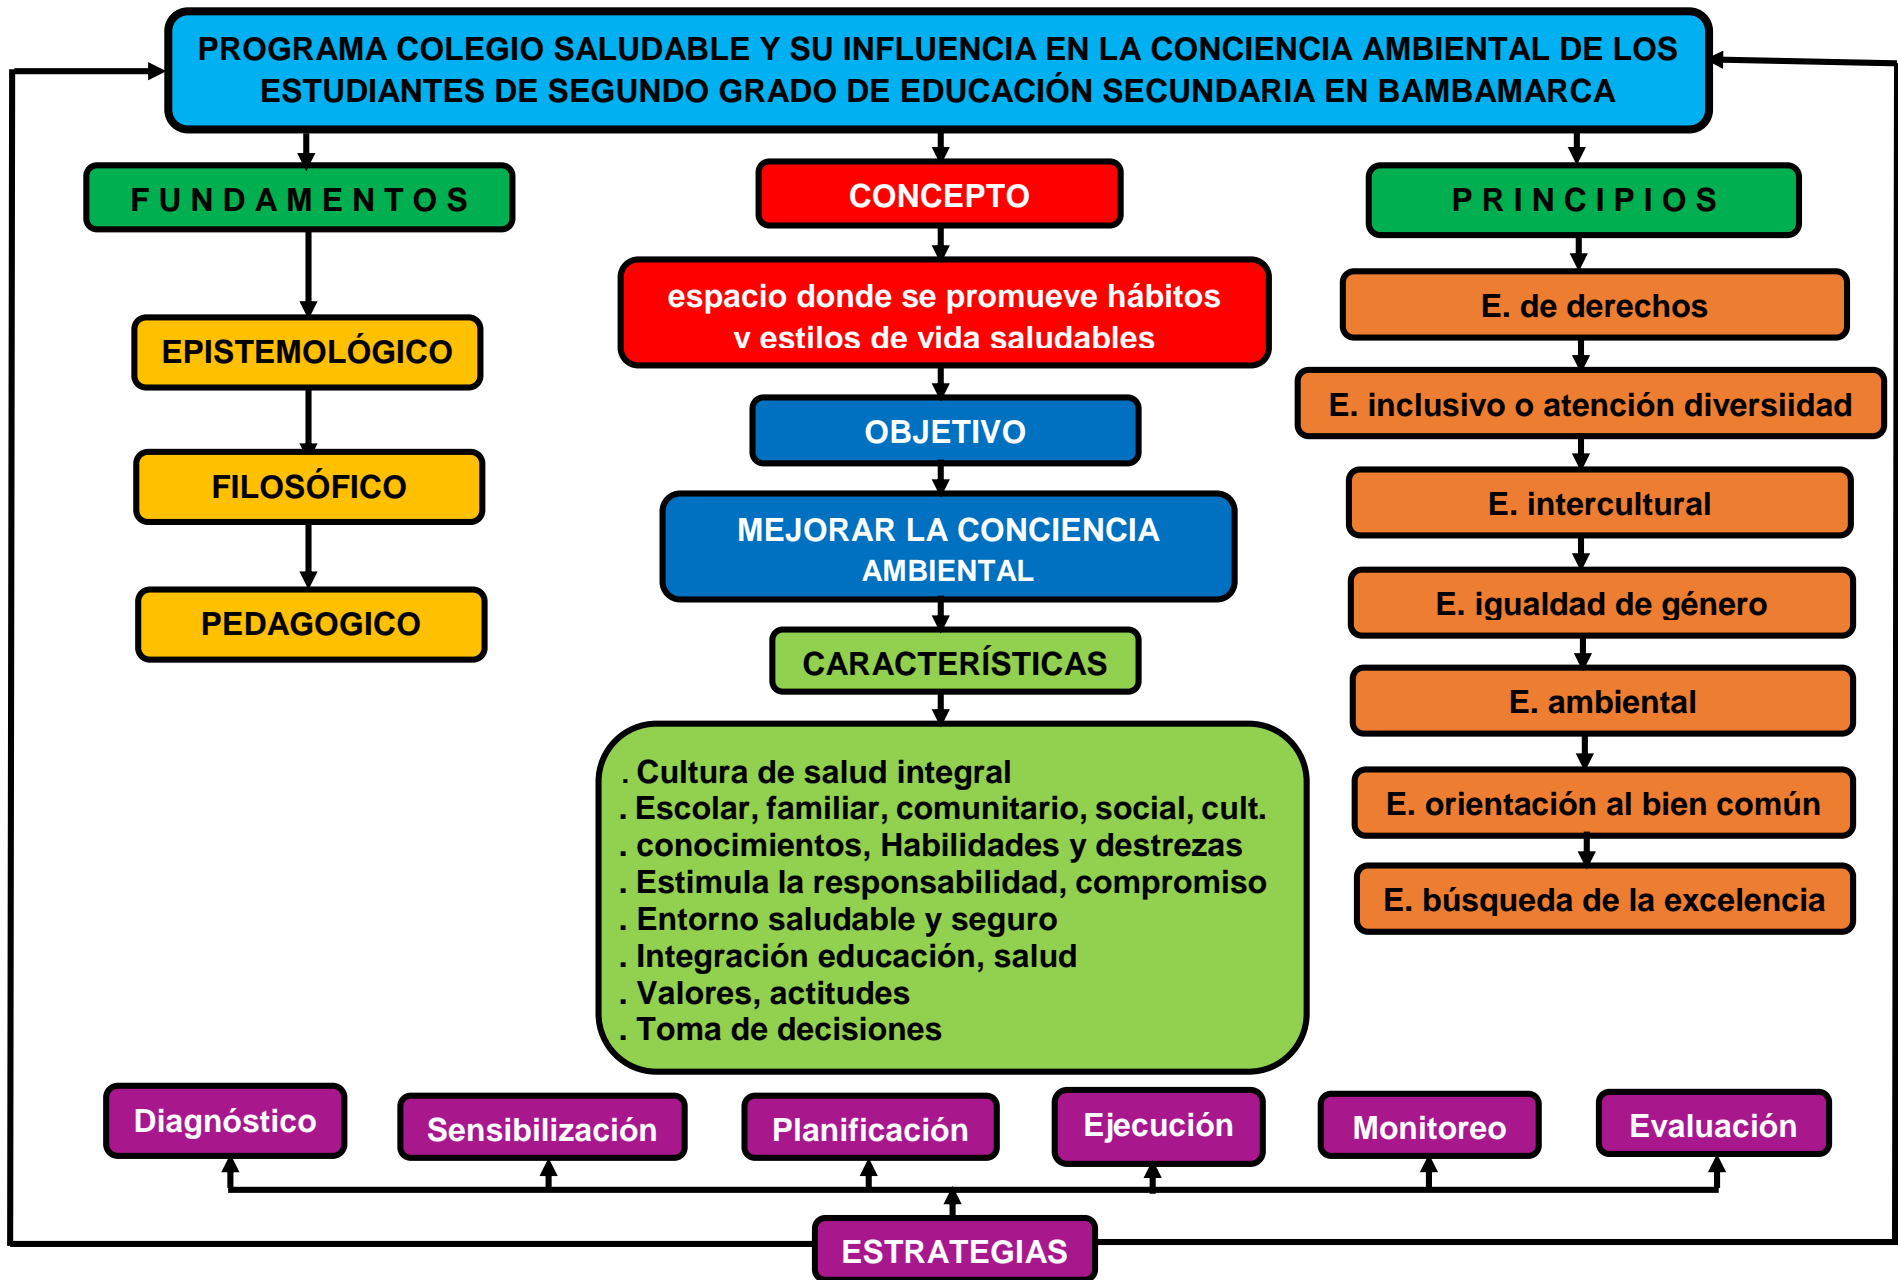 PROGRAMA COLEGIO SALUDABLE Y SU INFLUENCIA EN LA CONCIENCIA AMBIENTAL DE LOS
ESTUDIANTES DE SEGUNDO GRADO DE EDUCACIÓN SECUNDARIA EN BAMBAMARCA
F U N D A M E N T O S
EPISTEMOLÓGICO
FILOSÓFICO
PEDAGOGICO
CONCEPTO
espacio donde se promueve hábitos
y estilos de vida saludables
OBJETIVO
MEJORAR LA CONCIENCIA
AMBIENTAL
CARACTERÍSTICAS
. Cultura de salud integral
. Escolar, familiar, comunitario, social, cult.
. conocimientos, Habilidades y destrezas
. Estimula la responsabilidad, compromiso
. Entorno saludable y seguro
. Integración educación, salud
. Valores, actitudes
. Toma de decisiones
P R I N C I P I O S
E. de derechos
E. inclusivo o atención diversiidad
E. intercultural
E. igualdad de género
E. ambiental
E. orientación al bien común
E. búsqueda de la excelencia
Diagnóstico
Sensibilización
Planificación
Ejecución
Monitoreo
Evaluación
ESTRATEGIAS